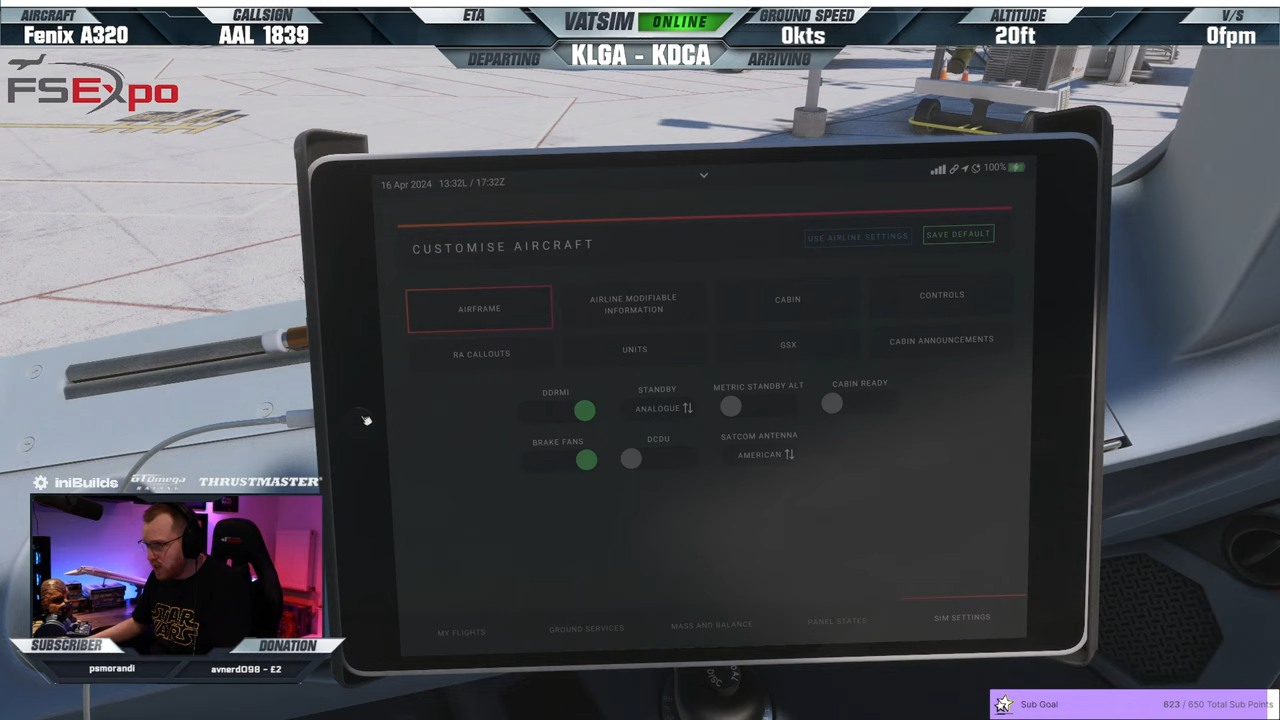 AIRCRAFT
Fenix A320
CALLSIGN
AAL 1839
ETA
VATSIM ONLINE
GROUND SPEED
0kts
ALTITUDE
20ft
V/S
0fpm
DEPARTING KLGA - KDCA ARRIVING
FSExpo
16 Apr 2024 13:32L / 17:32Z
100%
CUSTOMISE AIRCRAFT
USE AIRLINE SETTINGS
SAVE DEFAULT
AIRFRAME
AIRLINE MODIFIABLE
INFORMATION
CABIN
CONTROLS
RA CALLOUTS
UNITS
GSX
CABIN ANNOUNCEMENTS
DDRMI
STANDBY
ANALOGUE
METRIC STANDBY ALT
CABIN READY
BRAKE FANS
DCDU
SATCOM ANTENNA
AMERICAN
MY FLIGHTS
GROUND SERVICES
MASS AND BALANCE
PANEL STATES
SIM SETTINGS
iniBuilds
GTOmega
RACING
THRUSTMASTER
STAR
WARS
SUBSCRIBER
psmorandi
DONATION
avnerd098 - £2
Sub Goal
623 / 650 Total Sub Points